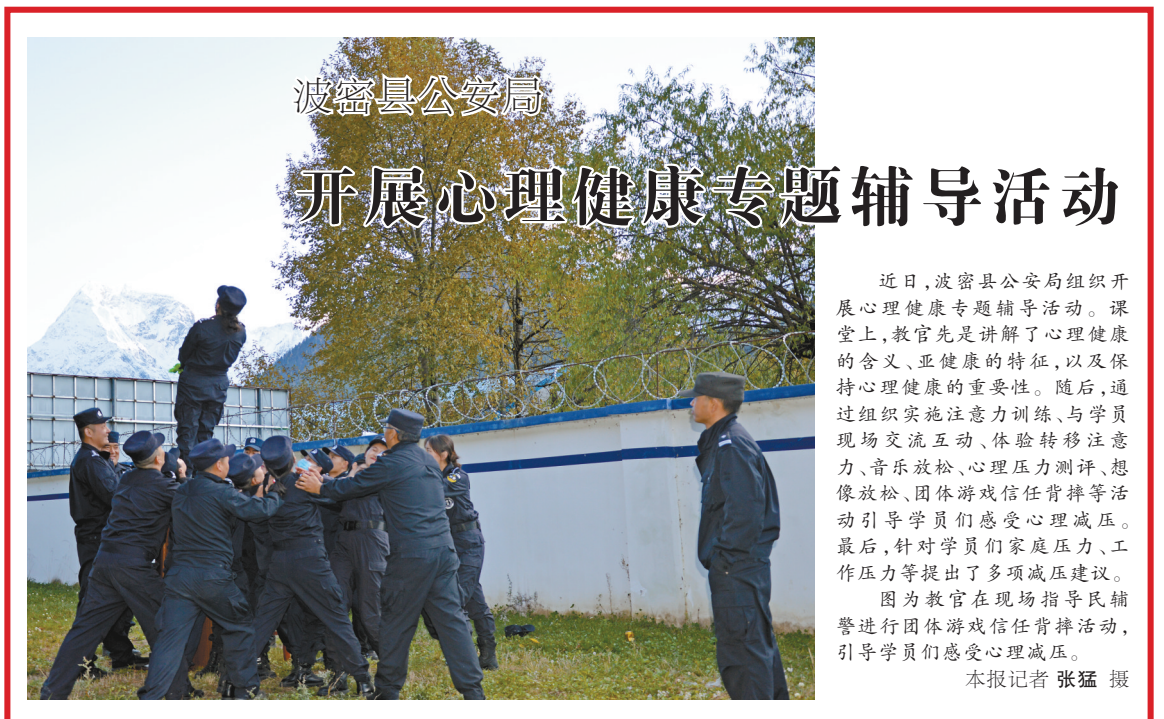 波密县公安局
开展心理健康专题辅导活动
近日，波密县公安局组织开
展心理健康专题辅导活动。课
堂上，教官先是讲解了心理健康
的含义、亚健康的特征，以及保
持心理健康的重要性。随后，通
过组织实施注意力训练、与学员
现场交流互动、体验转移注意
力、音乐放松、心理压力测评、想
像放松、团体游戏信任背摔等活
动引导学员们感受心理减压。
最后，针对学员们家庭压力、工
作压力等提出了多项减压建议。
图为教官在现场指导民辅
警进行团体游戏信任背摔活动，
引导学员们感受心理减压。
本报记者 张猛 摄